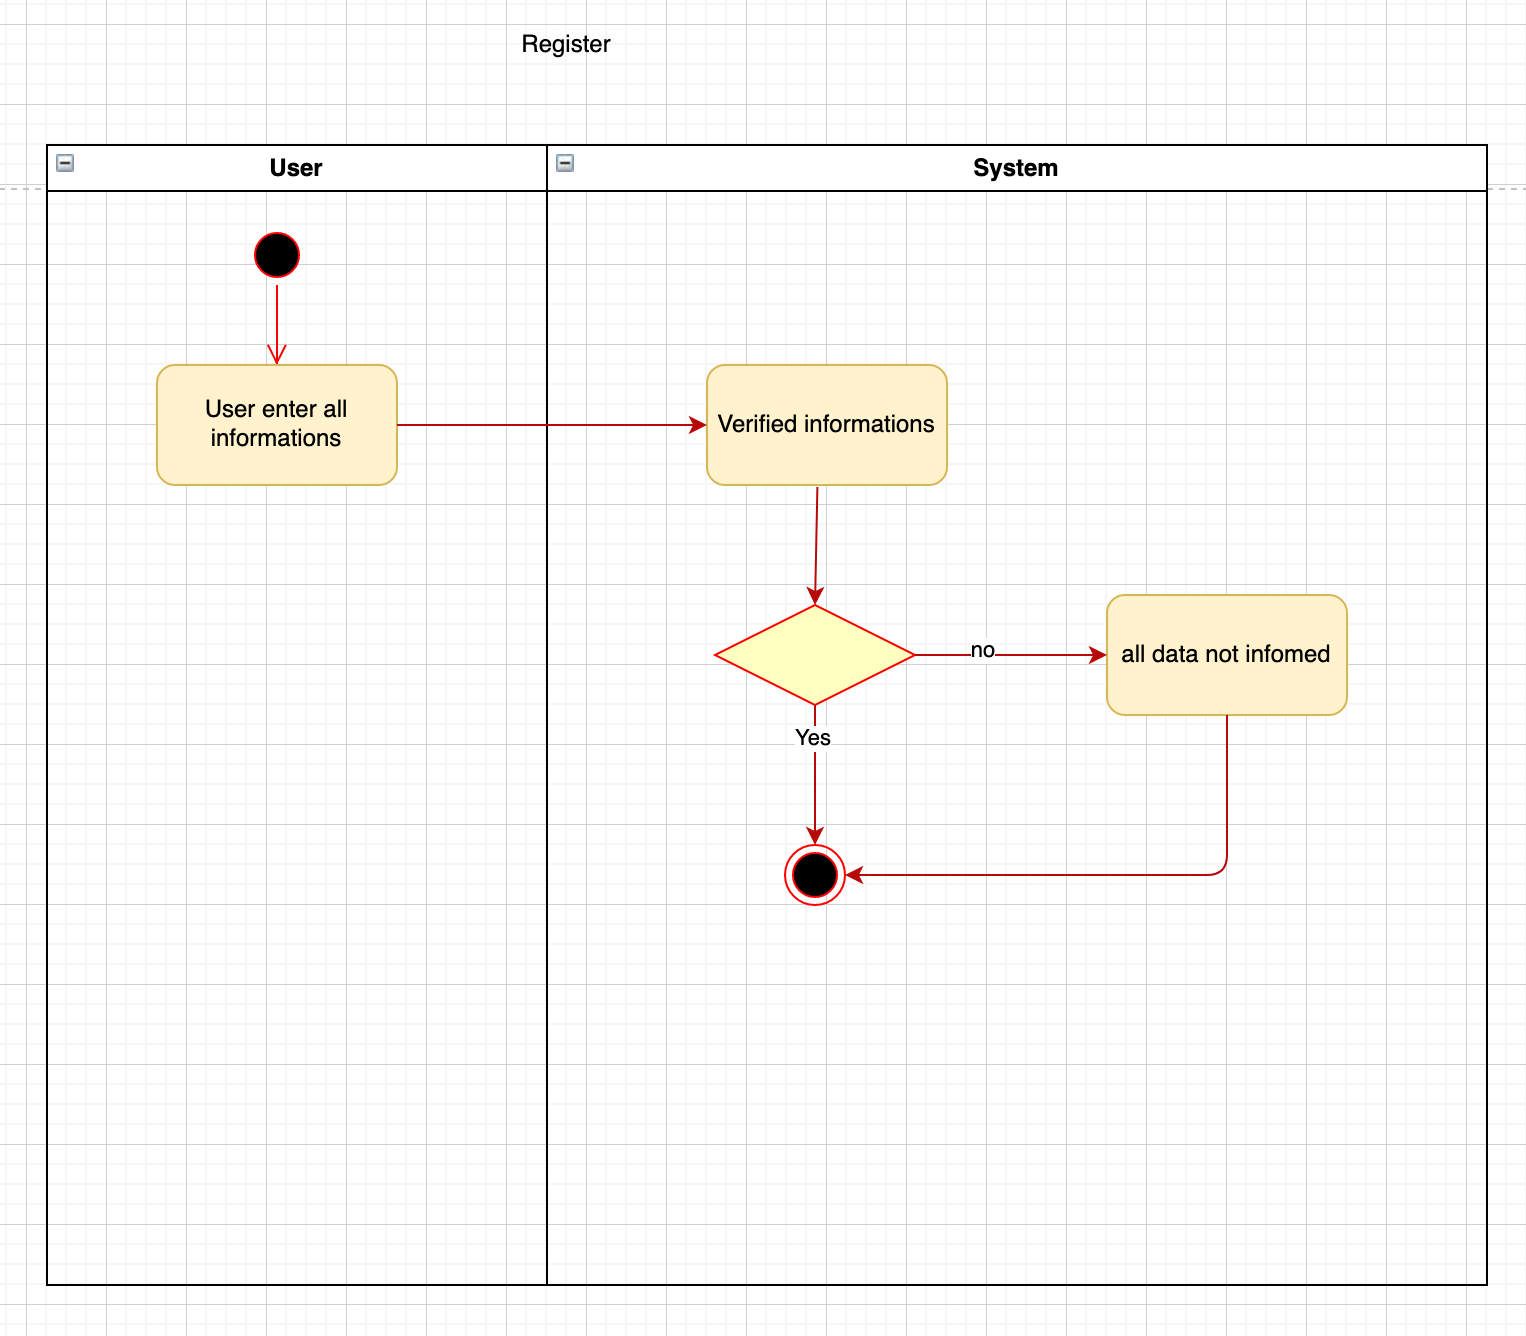 Register
User
System
User enter all
informations
Verified informations
no
all data not infomed
Yes